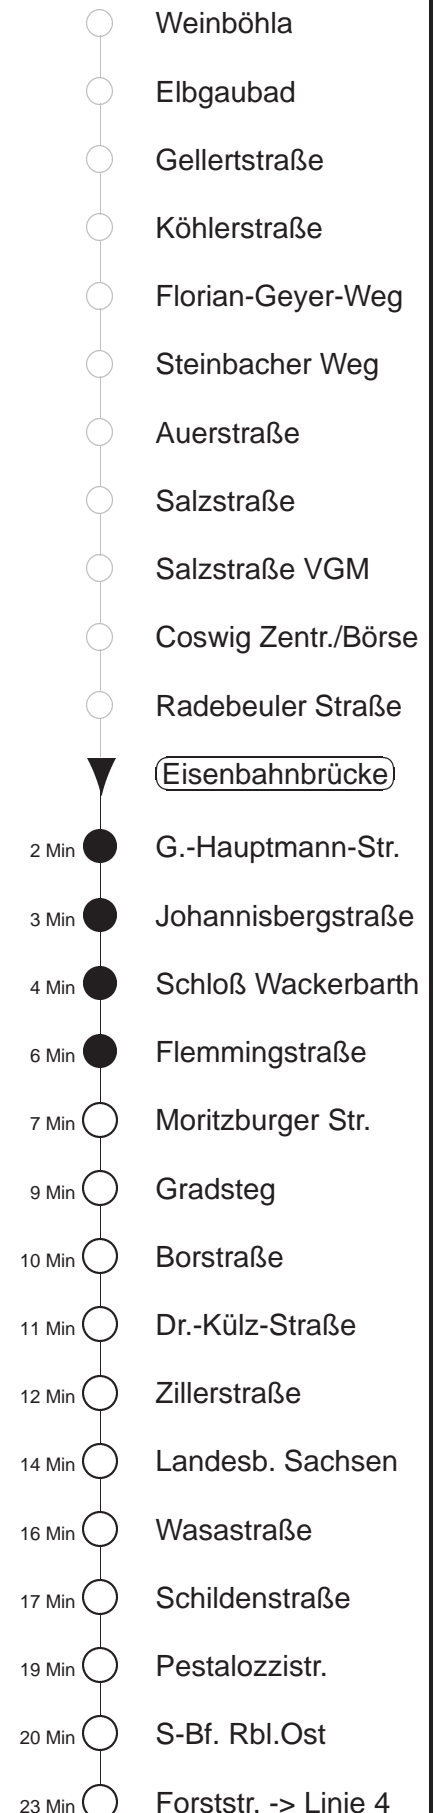 Weinböhla
Elbgaubad
Gellertstraße
Köhlerstraße
Florian-Geyer-Weg
Steinbacher Weg
Auerstraße
Salzstraße
Salzstraße VGM
Coswig Zentr./Börse
Radebeuler Straße
Eisenbahnbrücke
2 Min G.-Hauptmann-Str.
3 Min Johannisbergstraße
4 Min Schloß Wackerbarth
6 Min Flemmingstraße
7 Min Moritzburger Str.
9 Min Gradsteg
10 Min Borstraße
11 Min Dr.-Külz-Straße
12 Min Zillerstraße
14 Min Landesb. Sachsen
16 Min Wasastraße
17 Min Schildenstraße
19 Min Pestalozzistr.
20 Min S-Bf. Rbl.Ost
23 Min Forststr. -> Linie 4